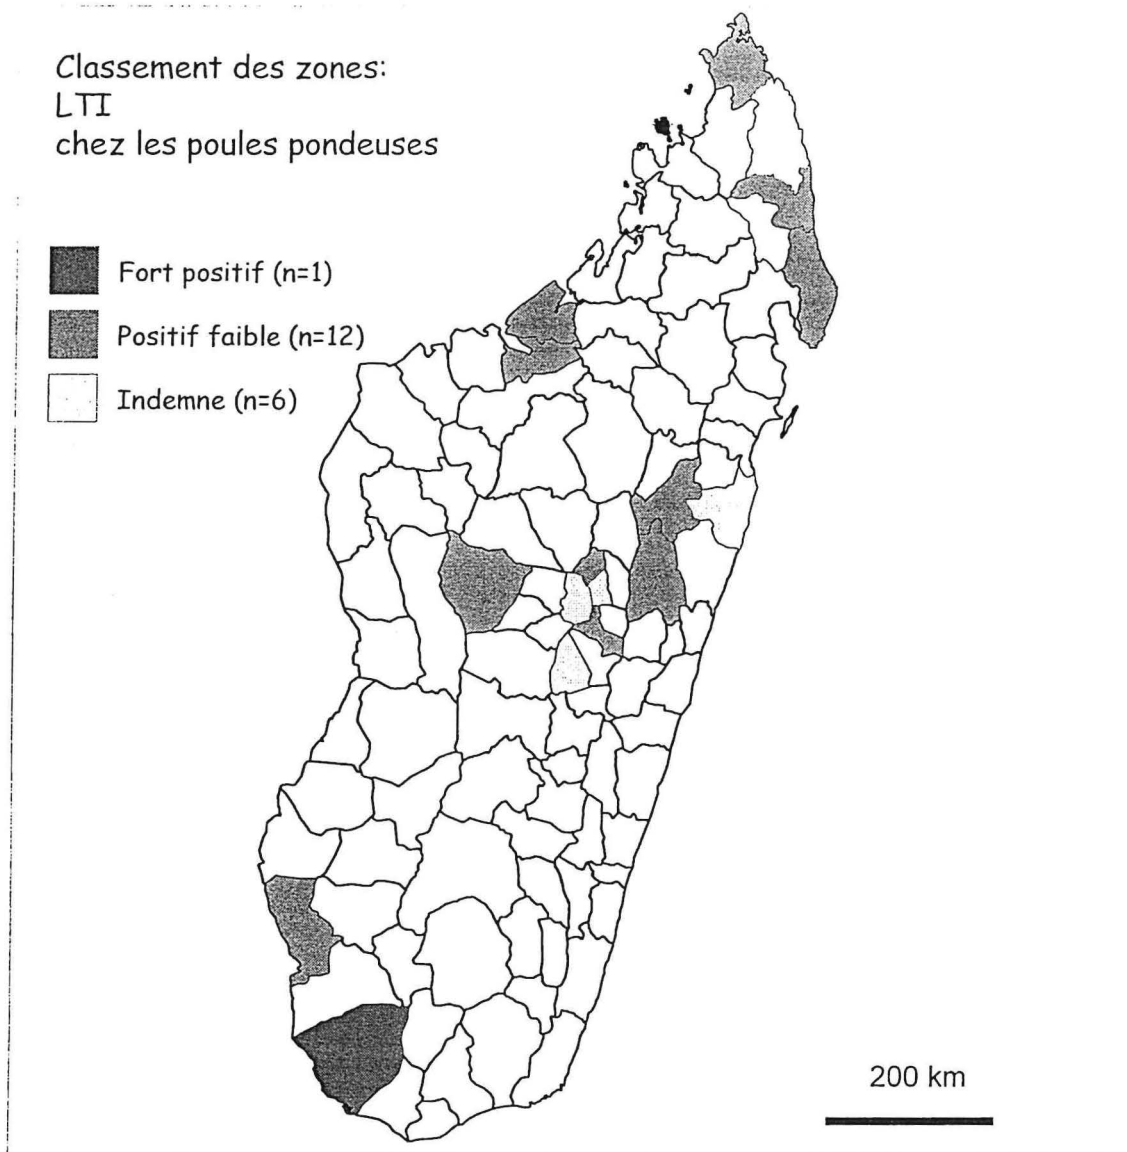 Classement des zones:
LTI
chez les poules pondeuses
Fort positif (n=1)
Positif faible (n=12)
Indemne (n=6)
200 km